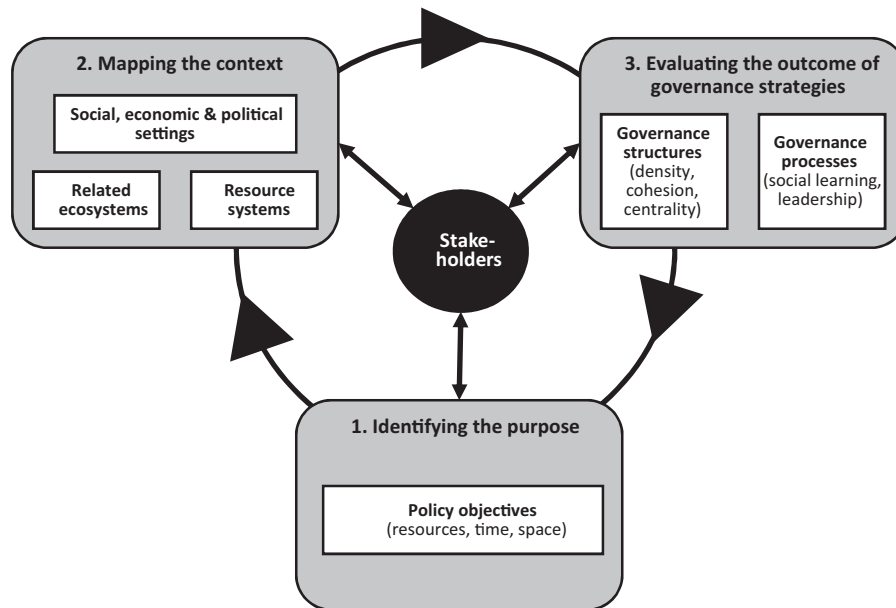 2. Mapping the context
Social, economic & political
settings
Related
ecosystems
Resource
systems
3. Evaluating the outcome of
governance strategies
Governance
structures
(density,
cohesion,
centrality)
Governance
processes
(social learning,
leadership)
Stake-
holders
1. Identifying the purpose
Policy objectives
(resources, time, space)